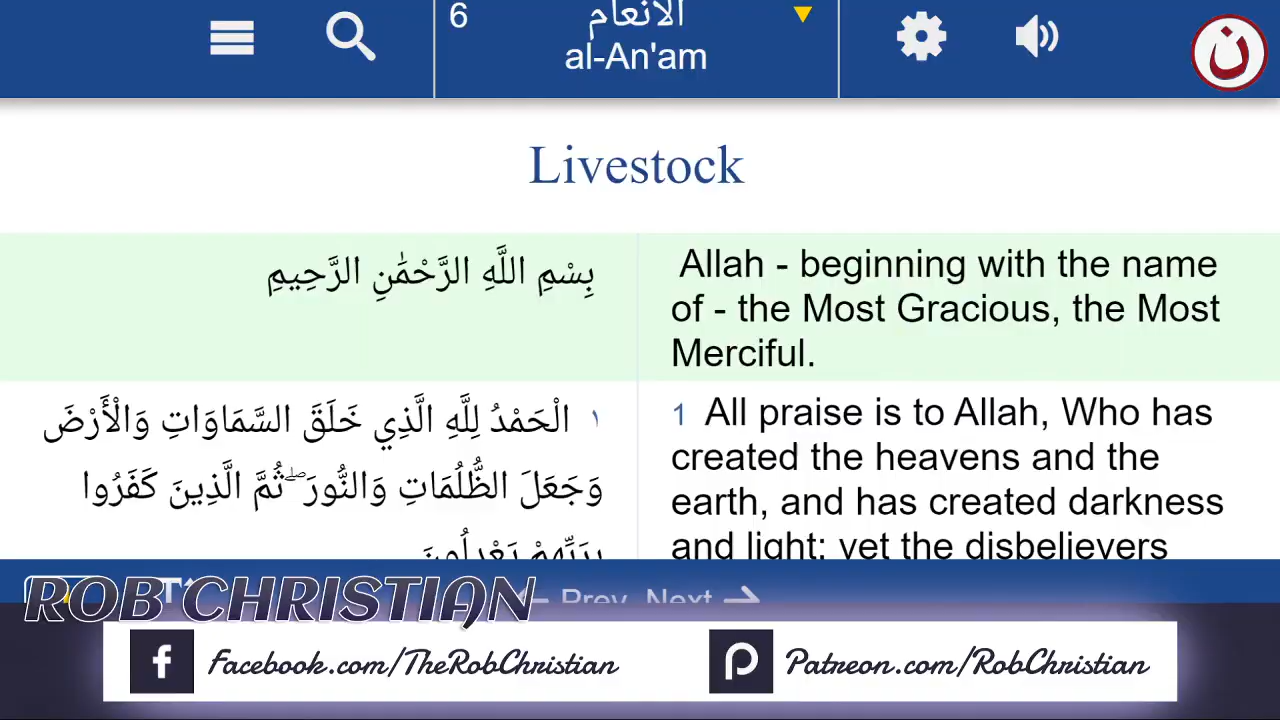 6
الأنعام
al-An'am
ن
Livestock
بِسْمِ اللَّهِ الرَّحْمَٰنِ الرَّحِيمِ
Allah - beginning with the name
of - the Most Gracious, the Most
Merciful.
١ الْحَمْدُ لِلَّهِ الَّذِي خَلَقَ السَّمَاوَاتِ وَالْأَرْضَ
وَجَعَلَ الظُّلُمَاتِ وَالنُّورَ ۖ ثُمَّ الَّذِينَ كَفَرُوا
بِرَبِّهِمْ يَعْدِلُونَ
1 All praise is to Allah, Who has
created the heavens and the
earth, and has created darkness
and light; yet the disbelievers
← Prev Next →
ROB CHRISTIAN
Facebook.com/TheRobChristian
Patreon.com/RobChristian